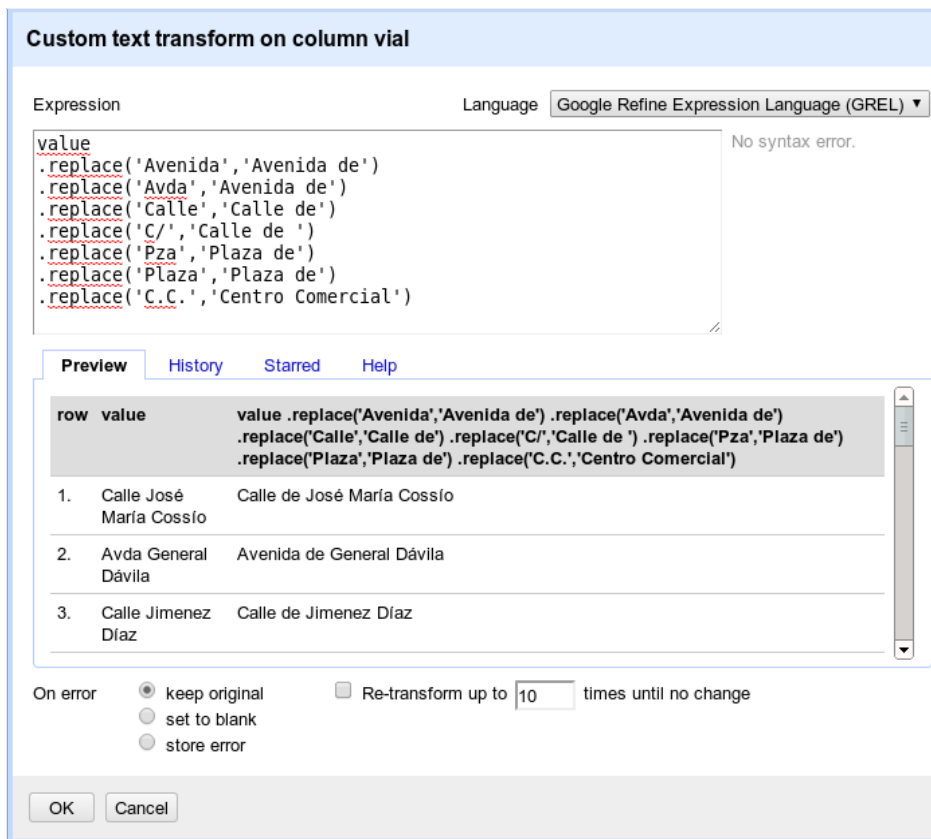 Custom text transform on column vial
Expression
Language
Google Refine Expression Language (GREL)
value
.replace('Avenida','Avenida de')
.replace('Avda','Avenida de')
.replace('Calle','Calle de')
.replace('C/','Calle de ')
.replace('Pza','Plaza de')
.replace('Plaza','Plaza de')
.replace('C.C.','Centro Comercial')
No syntax error.
Preview History Starred Help
row value value .replace('Avenida','Avenida de') .replace('Avda','Avenida de')
.replace('Calle','Calle de') .replace('C/','Calle de ') .replace('Pza','Plaza de')
.replace('Plaza','Plaza de') .replace('C.C.','Centro Comercial')
1. Calle José Calle de José María Cossío
María Cossío
2. Avda General Avenida de General Dávila
Dávila
3. Calle Jimenez Calle de Jimenez Díaz
Díaz
On error keep original Re-transform up to 10 times until no change
set to blank
store error
OK Cancel